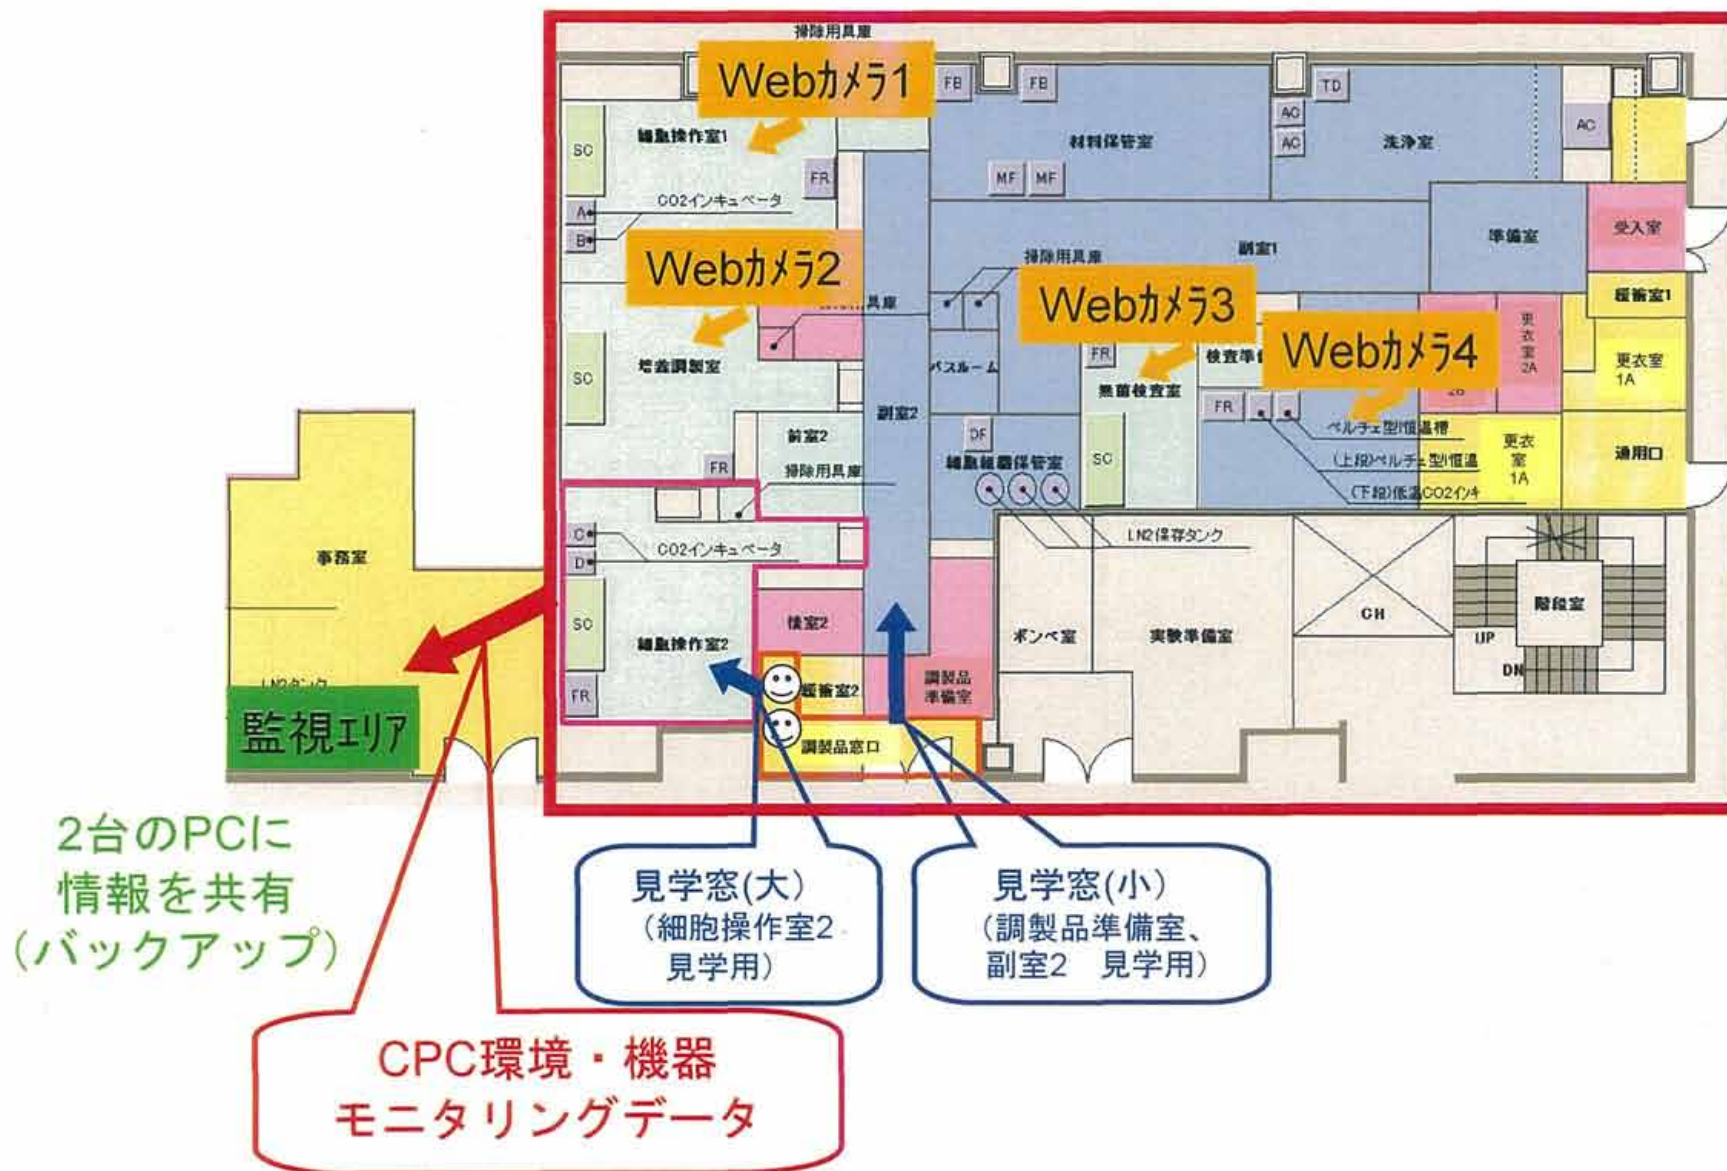 掃除用具庫
Webカメラ1
FB
FB
TD
AC
AC
AC
SC
細胞操作室1
材料保管室
洗浄室
FR
MF
MF
A
CO2インキュベータ
B
受入室
準備室
副室1
掃除用具庫
Webカメラ2
Webカメラ3
Webカメラ4
具庫
緩衝室1
更衣室2A
更衣室
1A
FR
検査準備
培養調製室
SC
パスルーム
無菌検査室
2B
副室2
FR
前室2
DF
ペルチェ型恒温槽
更衣
室
1A
通用口
FR
掃除用具庫
細胞組織保管室
SC
(上段)ペルチェ型恒温
(下段)低温CO2インキ
C
CO2インキュベータ
D
LN2保存タンク
事務室
SC
後室2
細胞操作室2
ボンベ室
実験準備室
CH
階段室
UP
DN
FR
緩衝室2
調製品
準備室
LN2タンク
監視エリア
調製品窓口
2台のPCに
情報を共有
(バックアップ)
見学窓(大)
(細胞操作室2
見学用)
見学窓(小)
(調製品準備室、
副室2 見学用)
CPC環境・機器
モニタリングデータ